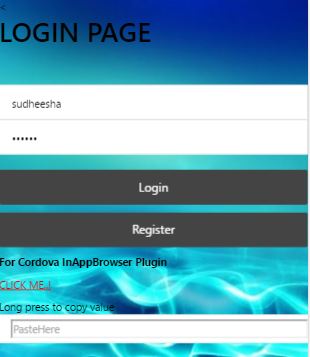 <
LOGIN PAGE
sudheesha
••••••
Login
Register
For Cordova InAppBrowser Plugin
CLICK ME..!
Long press to copy value
PasteHere